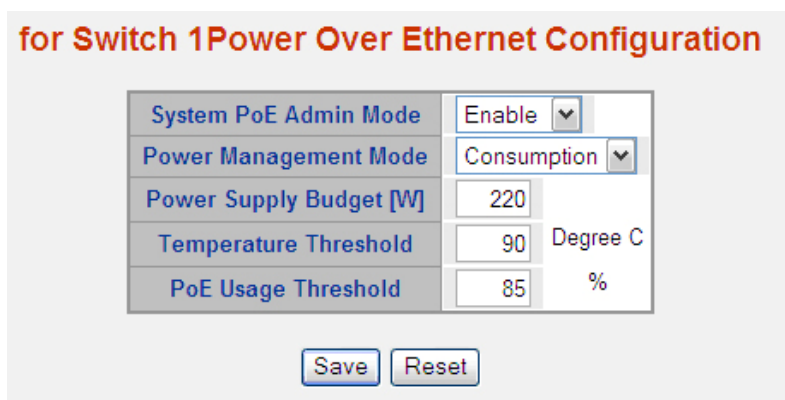 for Switch 1Power Over Ethernet Configuration
System PoE Admin Mode Enable
Power Management Mode Consumption
Power Supply Budget [W] 220
Temperature Threshold 90 Degree C
PoE Usage Threshold 85 %
Save Reset